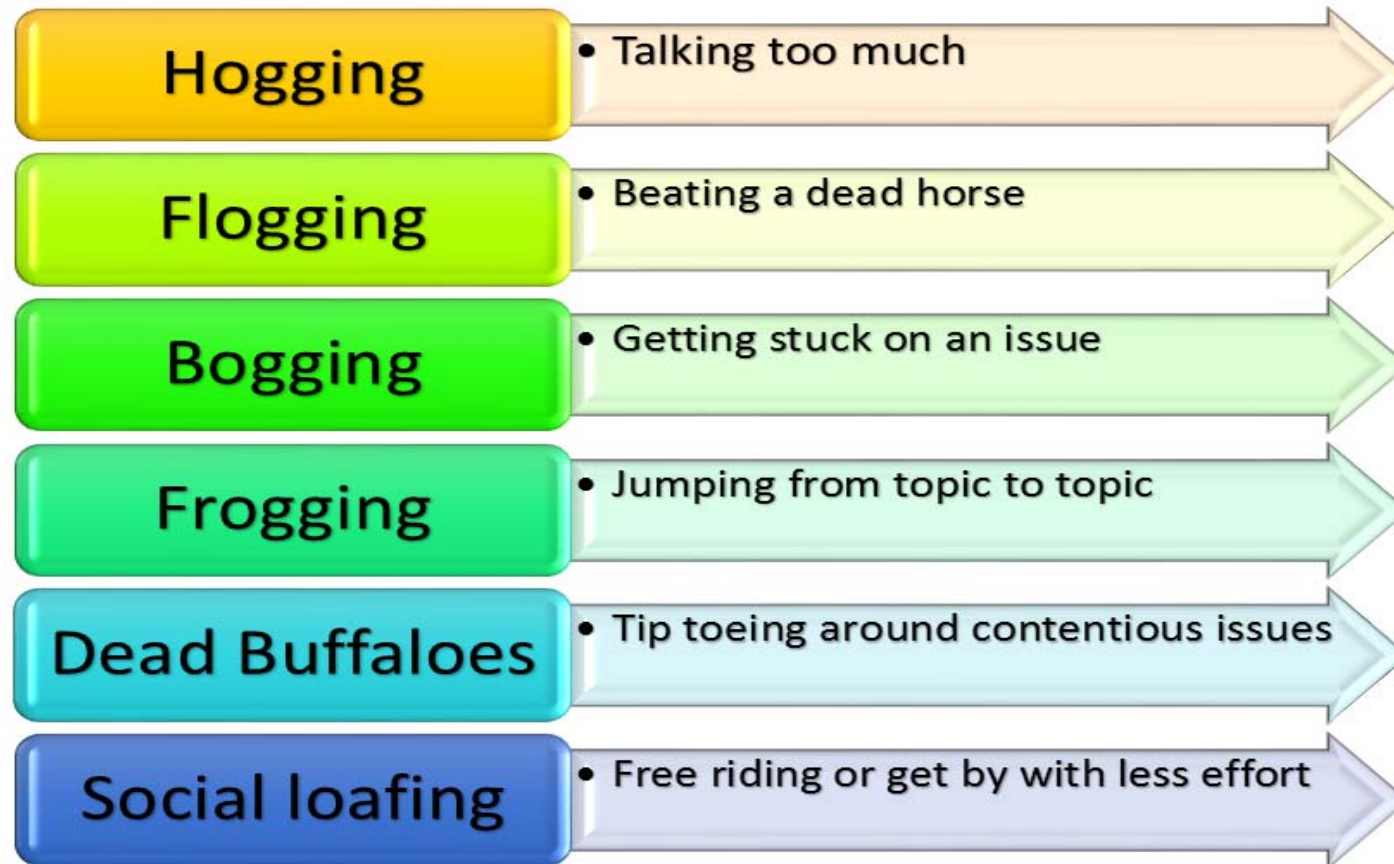 Hogging
• Talking too much
Flogging
• Beating a dead horse
Bogging
• Getting stuck on an issue
Frogging
• Jumping from topic to topic
Dead Buffaloes
• Tip toeing around contentious issues
Social loafing
• Free riding or get by with less effort